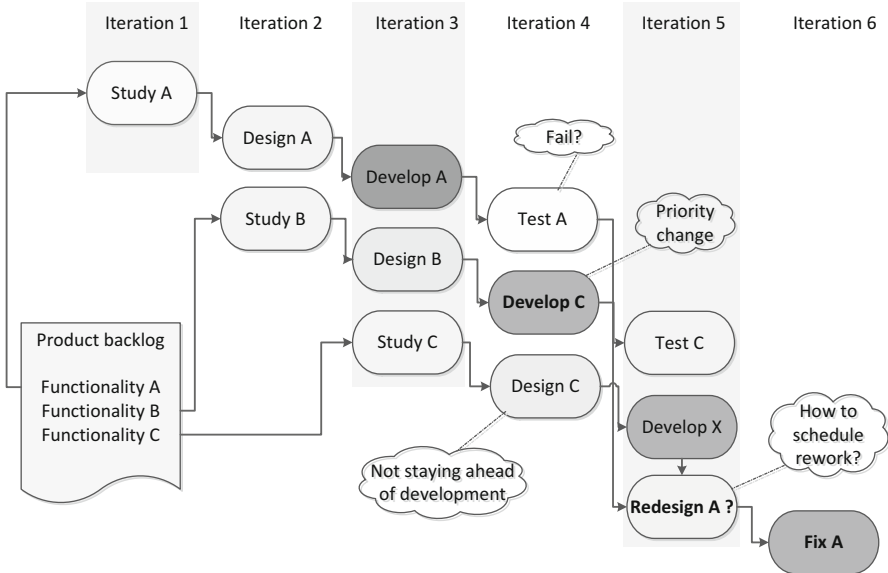 Iteration 1 Iteration 2 Iteration 3 Iteration 4 Iteration 5 Iteration 6
Study A
Design A
Fail?
Develop A
Study B
Test A
Priority
change
Design B
Develop C
Product backlog
Study C
Test C
Functionality A
Functionality B
Functionality C
Design C
Develop X
How to
schedule
rework?
Not staying ahead
of development
Redesign A ?
Fix A